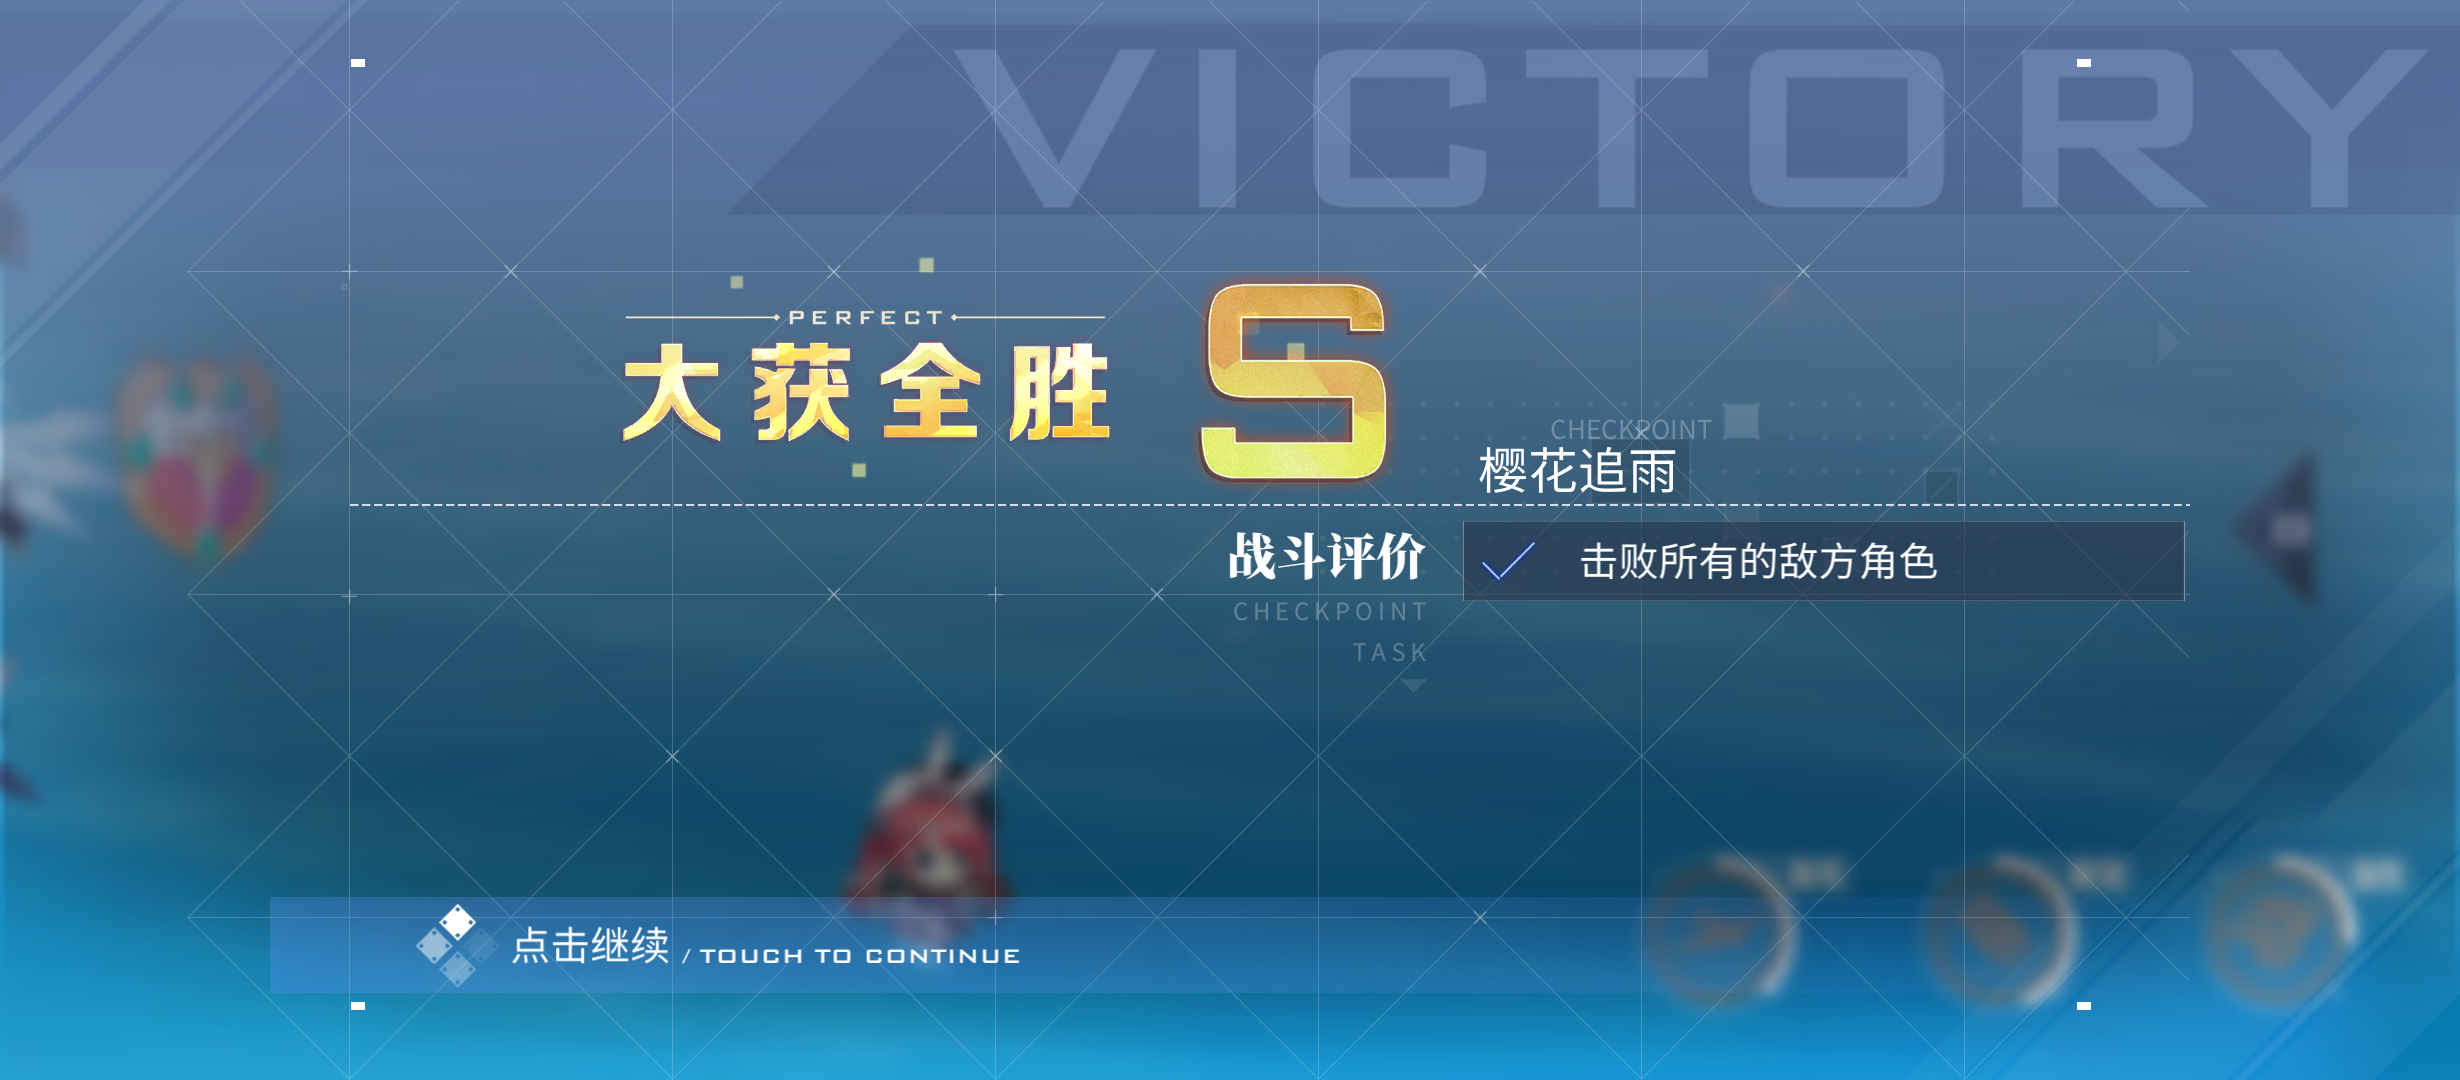 VICTORY
PERFECT
大获全胜
S
CHECKPOINT
樱花追雨
战斗评价
击败所有的敌方角色
CHECKPOINT
TASK
点击继续 / TOUCH TO CONTINUE